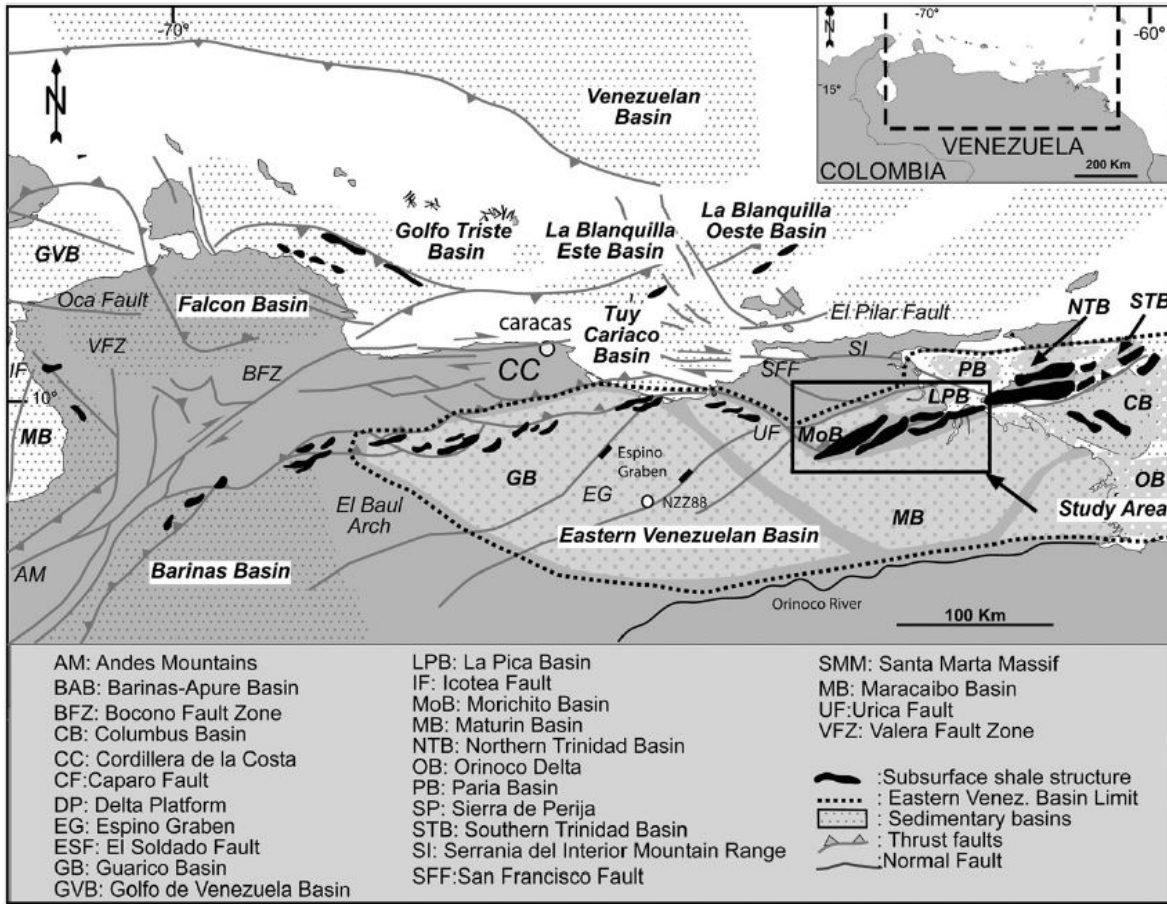 -70°
-70°
-60°
N
15°
VENEZUELA
COLOMBIA
200 Km
Venezuelan
Basin
Golfo Triste
Basin
La Blanquilla
Este Basin
La Blanquilla
Oeste Basin
GVB
Oca Fault
Falcon Basin
VFZ
IF
BFZ
caracas
CC
Tuy
Cariaco
Basin
El Pilar Fault
SI
SFF
NTB
STB
PB
LPB
CB
10°
MB
MoB
UF
Espino
Graben
GB
EG
NZZ88
El Baul
Arch
Eastern Venezuelan Basin
MB
OB
Study Area
AM
Barinas Basin
Orinoco River
100 Km
AM: Andes Mountains
BAB: Barinas-Apure Basin
BFZ: Bocono Fault Zone
CB: Columbus Basin
CC: Cordillera de la Costa
CF:Caparo Fault
DP: Delta Platform
EG: Espino Graben
ESF: El Soldado Fault
GB: Guarico Basin
GVB: Golfo de Venezuela Basin
LPB: La Pica Basin
IF: Icotea Fault
MoB: Morichito Basin
MB: Maturin Basin
NTB: Northern Trinidad Basin
OB: Orinoco Delta
PB: Paria Basin
SP: Sierra de Perija
STB: Southern Trinidad Basin
SI: Serrania del Interior Mountain Range
SFF:San Francisco Fault
SMM: Santa Marta Massif
MB: Maracaibo Basin
UF:Urica Fault
VFZ: Valera Fault Zone
:Subsurface shale structure
: Eastern Venez. Basin Limit
: Sedimentary basins
: Thrust faults
:Normal Fault